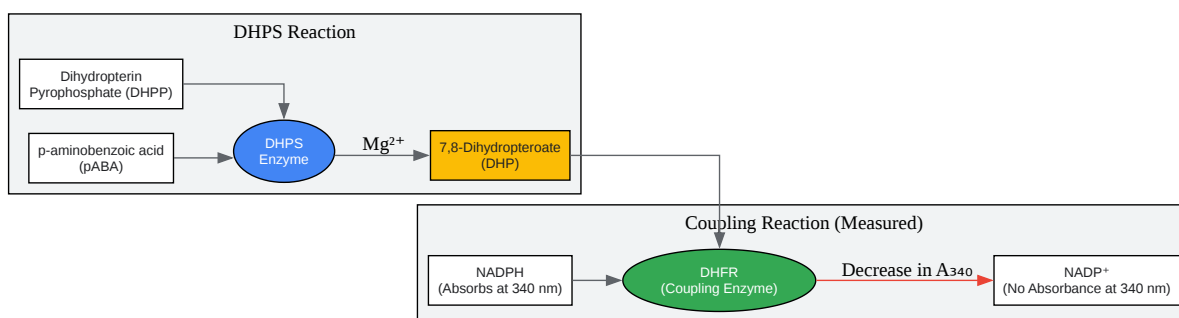 DHPS Reaction
Dihydropterin
Pyrophosphate (DHPP)
p-aminobenzoic acid
(pABA)
DHPS
Enzyme
Mg²⁺
7,8-Dihydropteroate
(DHP)
Coupling Reaction (Measured)
NADPH
(Absorbs at 340 nm)
DHFR
(Coupling Enzyme)
Decrease in A₃₄₀
NADP⁺
(No Absorbance at 340 nm)